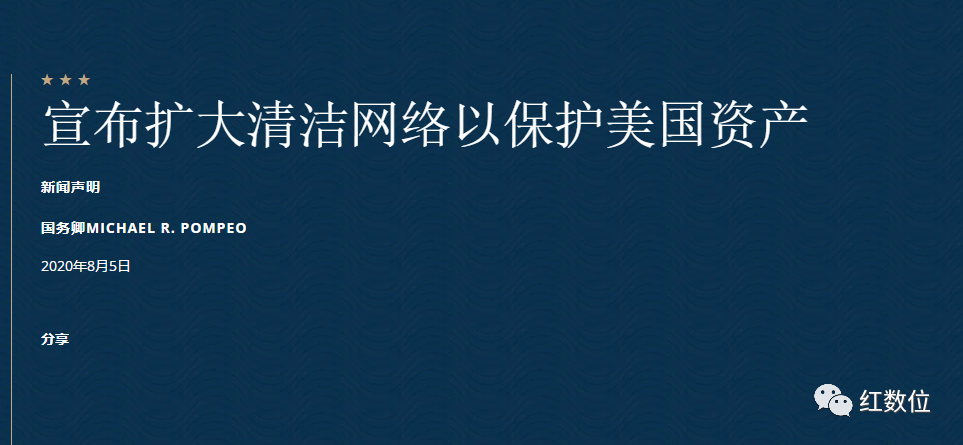 宣布扩大清洁网络以保护美国资产
新闻声明
国务卿MICHAEL R. POMPEO
2020年8月5日
分享
红数位